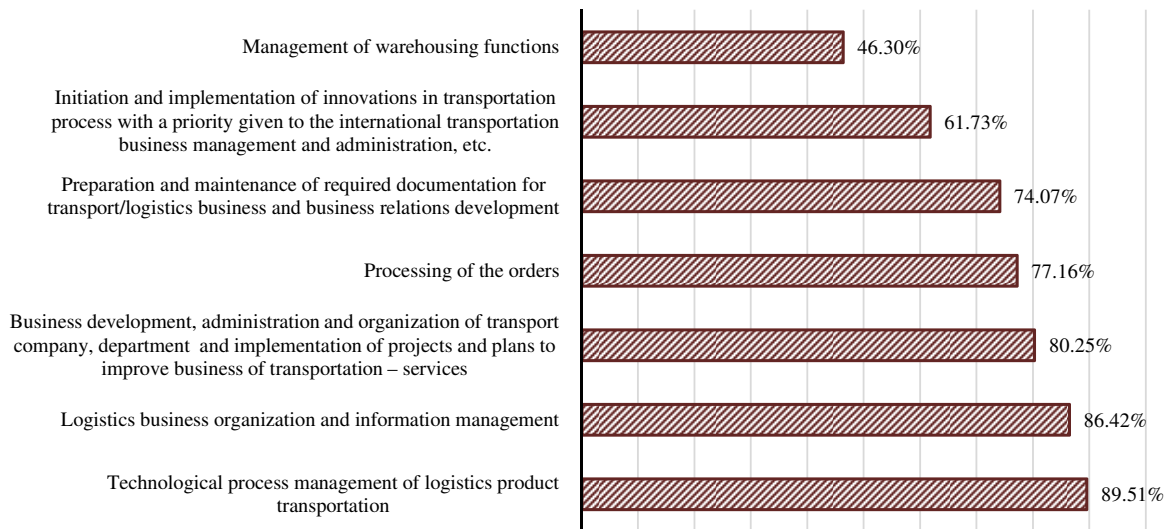 Management of warehousing functions
46.30%
Initiation and implementation of innovations in transportation
process with a priority given to the international transportation
business management and administration, etc.
61.73%
Preparation and maintenance of required documentation for
transport/logistics business and business relations development
74.07%
Processing of the orders
77.16%
Business development, administration and organization of transport
company, department and implementation of projects and plans to
improve business of transportation – services
80.25%
Logistics business organization and information management
86.42%
Technological process management of logistics product
transportation
89.51%